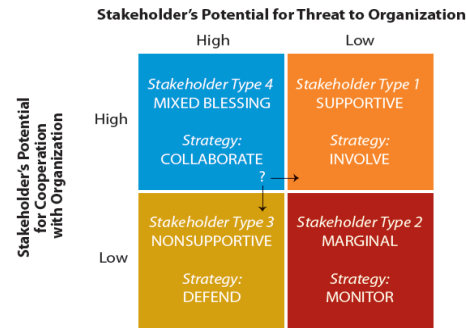 Stakeholder's Potential for Threat to Organization
High
Low
Stakeholder's Potential
for Cooperation
with Organization
High
Stakeholder Type 4
MIXED BLESSING
Strategy:
COLLABORATE
?
Stakeholder Type 1
SUPPORTIVE
Strategy:
INVOLVE
Low
Stakeholder Type 3
NONSUPPORTIVE
Strategy:
DEFEND
Stakeholder Type 2
MARGINAL
Strategy:
MONITOR